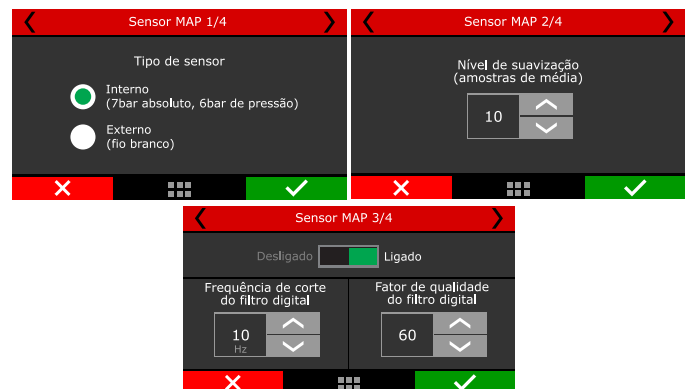 Sensor MAP 1/4
Tipo de sensor
Interno
(7bar absoluto, 6bar de pressão)
Externo
(fio branco)
Sensor MAP 2/4
Nível de suavização
(amostras de média)
10
Sensor MAP 3/4
Desligado Ligado
Frequência de corte
do filtro digital
10
Hz
Fator de qualidade
do filtro digital
60